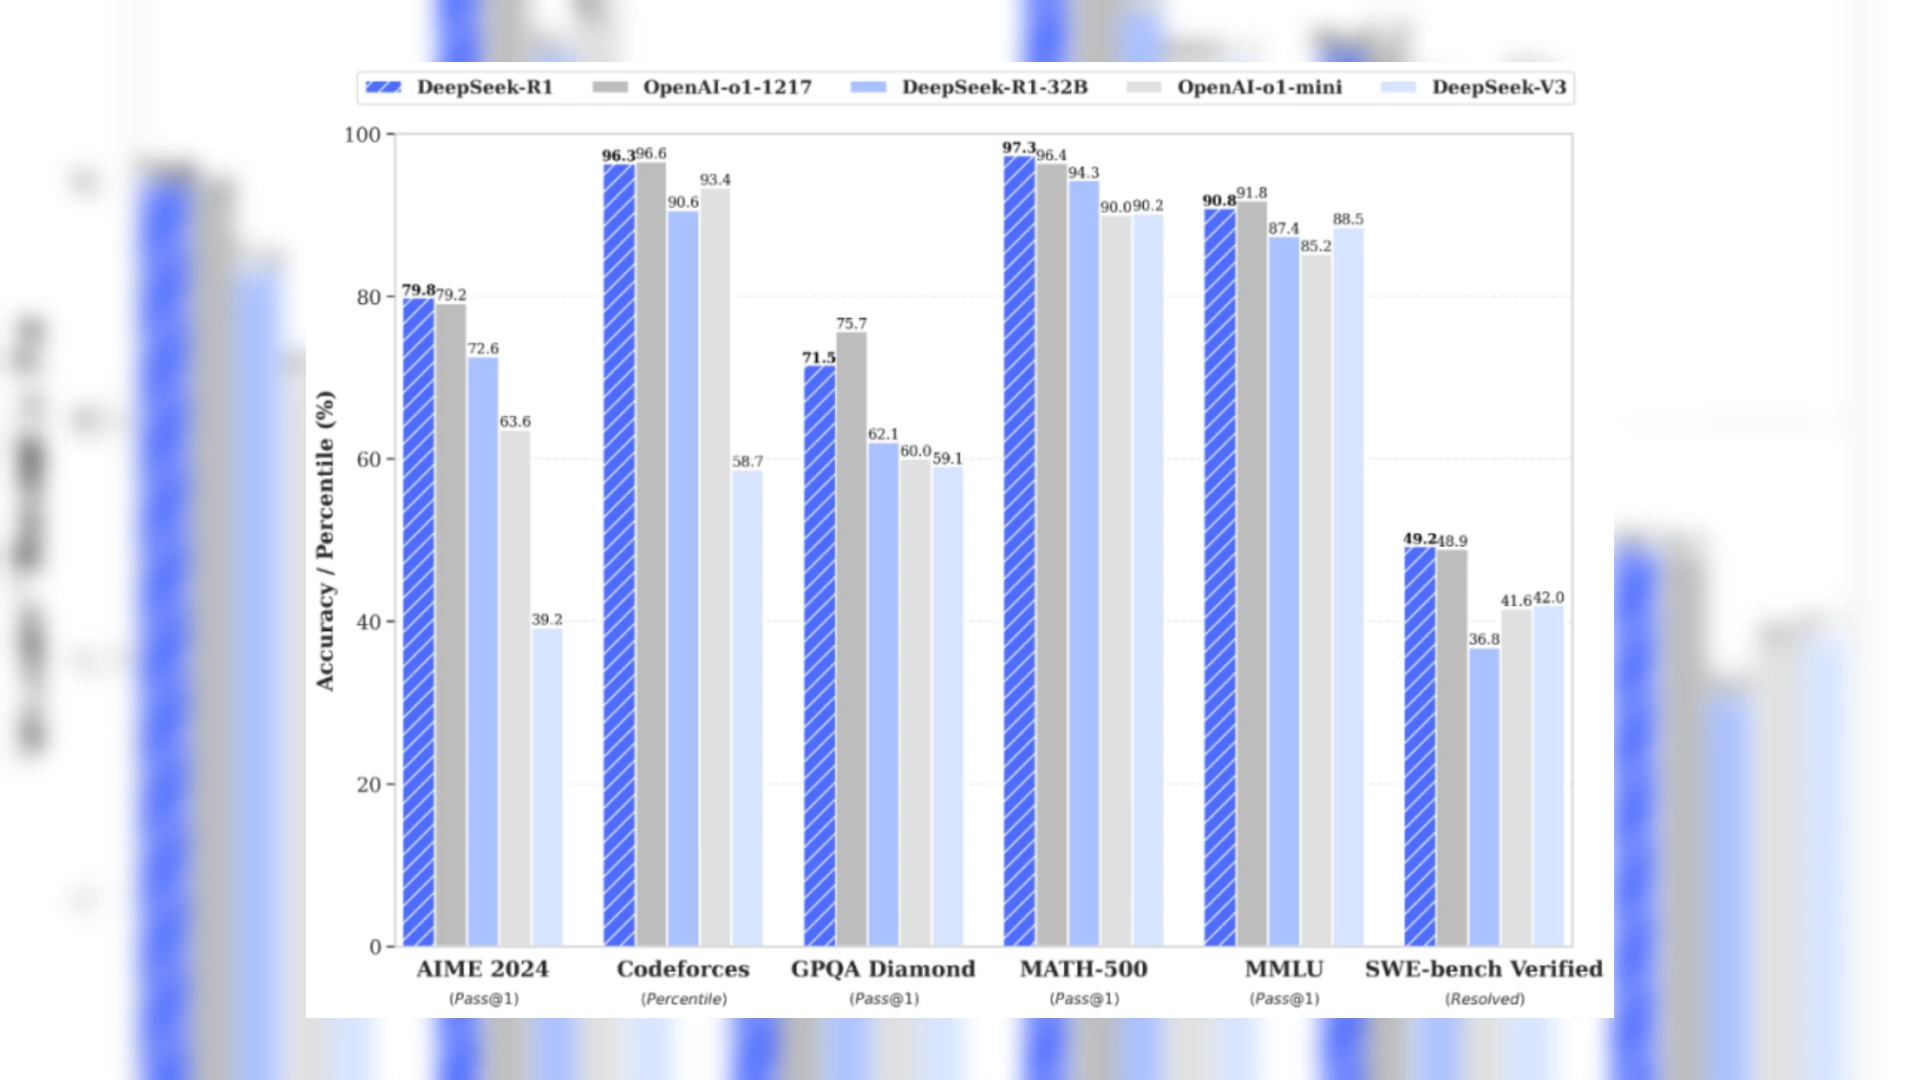 DeepSeek-R1 OpenAI-o1-1217 DeepSeek-R1-32B OpenAI-o1-mini DeepSeek-V3
Accuracy / Percentile (%)
100
80
60
40
20
0
79.8 79.2 72.6 63.6 39.2
96.3 96.6 90.6 93.4 58.7
71.5 75.7 62.1 60.0 59.1
97.3 96.4 94.3 90.0 90.2
90.8 91.8 87.4 85.2 88.5
49.2 48.9 36.8 41.6 42.0
AIME 2024 Codeforces GPQA Diamond MATH-500 MMLU SWE-bench Verified
(Pass@1) (Percentile) (Pass@1) (Pass@1) (Pass@1) (Resolved)